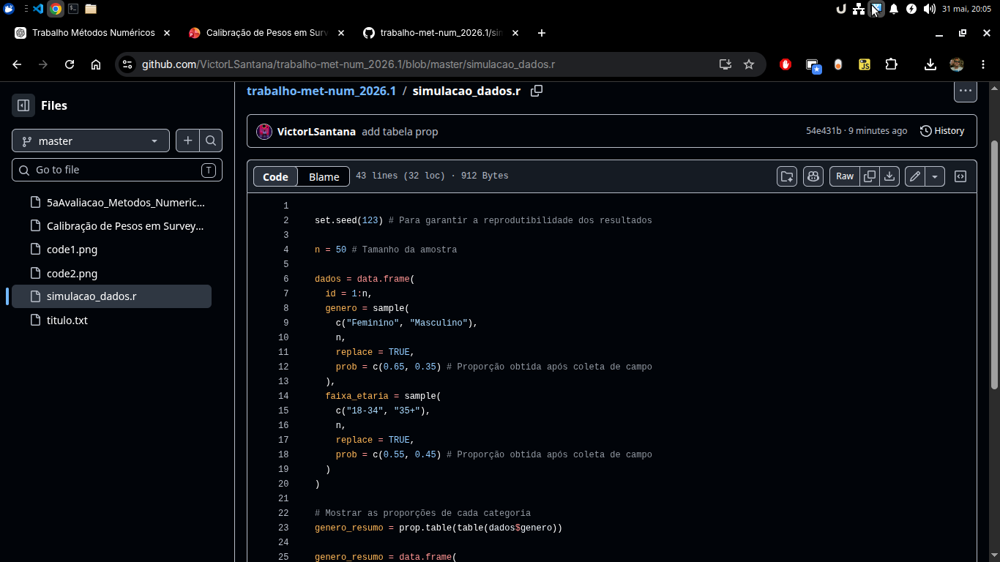 31 mai, 20:05
Trabalho Métodos Numéricos
Calibração de Pesos em Surv
trabalho-met-num_2026.1/sin
github.com/VictorLSantana/trabalho-met-num_2026.1/blob/master/simulacao_dados.r
JS
Files
master
Go to file
T
5aAvaliacao_Metodos_Numeric...
Calibração de Pesos em Survey...
code1.png
code2.png
simulacao_dados.r
titulo.txt
trabalho-met-num_2026.1 / simulacao_dados.r
VictorLSantana add tabela prop
54e431b · 9 minutes ago
History
Code
Blame
43 lines (32 loc) · 912 Bytes
Raw
1
2 set.seed(123) # Para garantir a reprodutibilidade dos resultados
3
4 n = 50 # Tamanho da amostra
5
6 dados = data.frame(
7 id = 1:n,
8 genero = sample(
9 c("Feminino", "Masculino"),
10 n,
11 replace = TRUE,
12 prob = c(0.65, 0.35) # Proporção obtida após coleta de campo
13 ),
14 faixa_etaria = sample(
15 c("18-34", "35+"),
16 n,
17 replace = TRUE,
18 prob = c(0.55, 0.45) # Proporção obtida após coleta de campo
19 )
20 )
21
22 # Mostrar as proporções de cada categoria
23 genero_resumo = prop.table(table(dados$genero))
24
25 genero_resumo = data.frame(